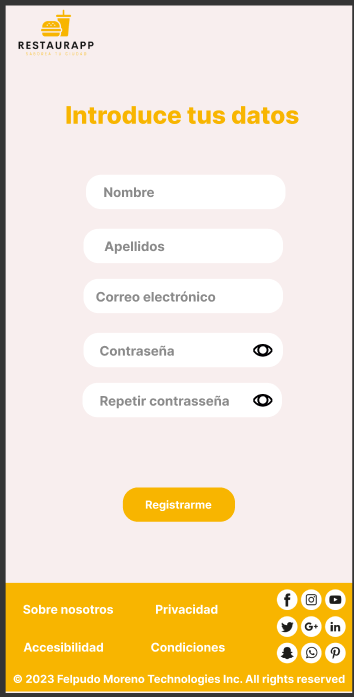 RESTAURAPP
Introduce tus datos
Nombre
Apellidos
Correo electrónico
Contraseña
Repetir contrasseña
Registrarme
Sobre nosotros
Privacidad
Accesibilidad
Condiciones
© 2023 Felpudo Moreno Technologies Inc. All rights reserved